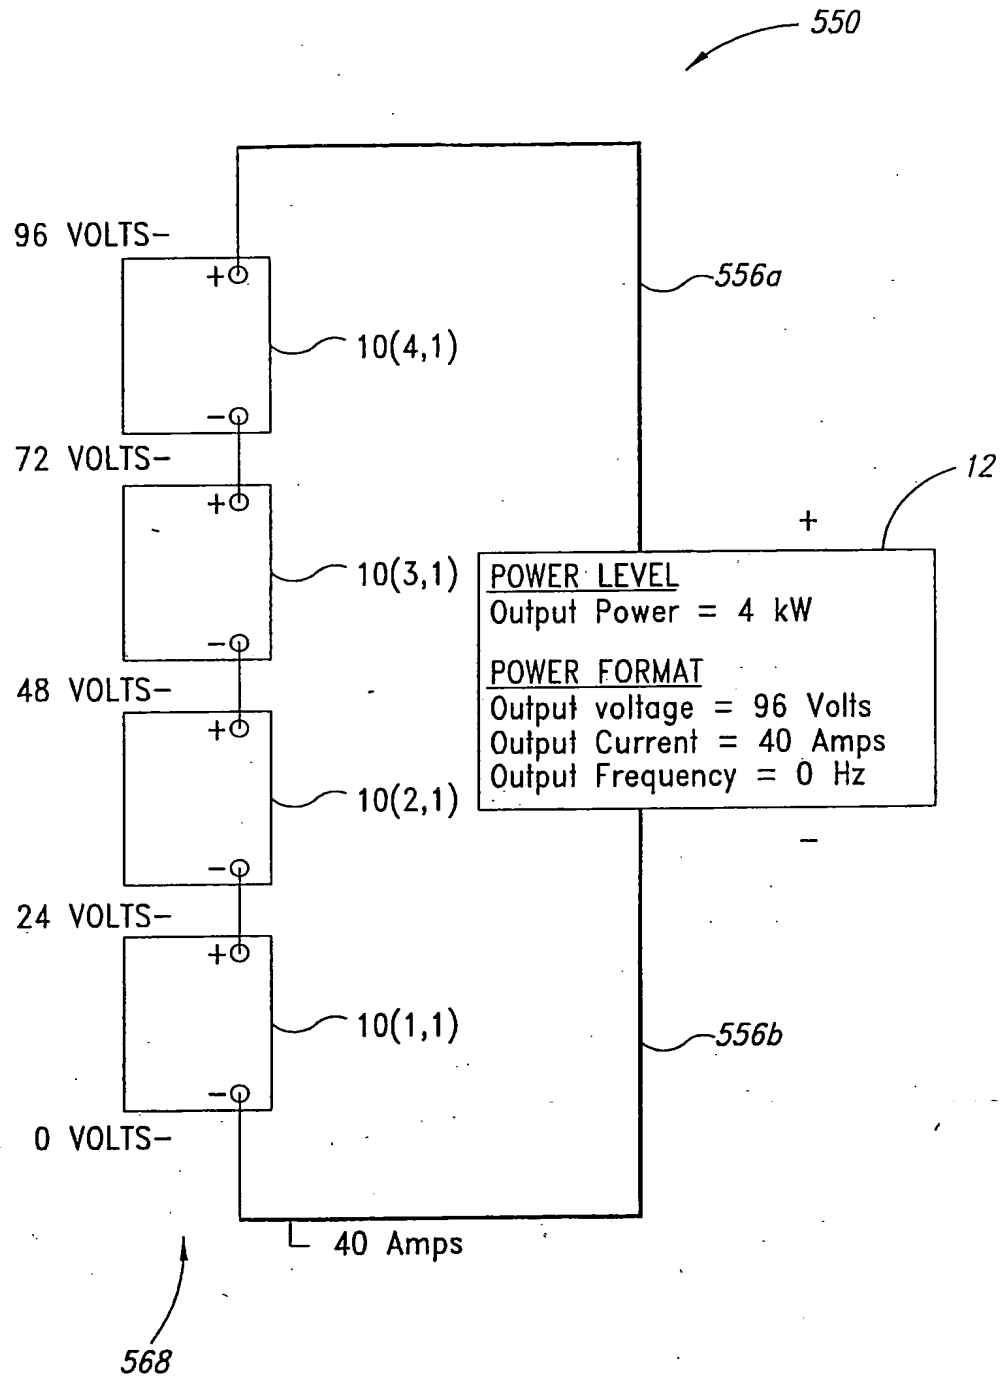 550
96 VOLTS-
+
556a
10(4,1)
-
72 VOLTS-
12
+
+
10(3,1)
POWER LEVEL
Output Power = 4 kW
-
POWER FORMAT
48 VOLTS-
Output voltage = 96 Volts
+
Output Current = 40 Amps
Output Frequency = 0 Hz
10(2,1)
-
-
24 VOLTS-
+
10(1,1)
556b
-
0 VOLTS-
40 Amps
568